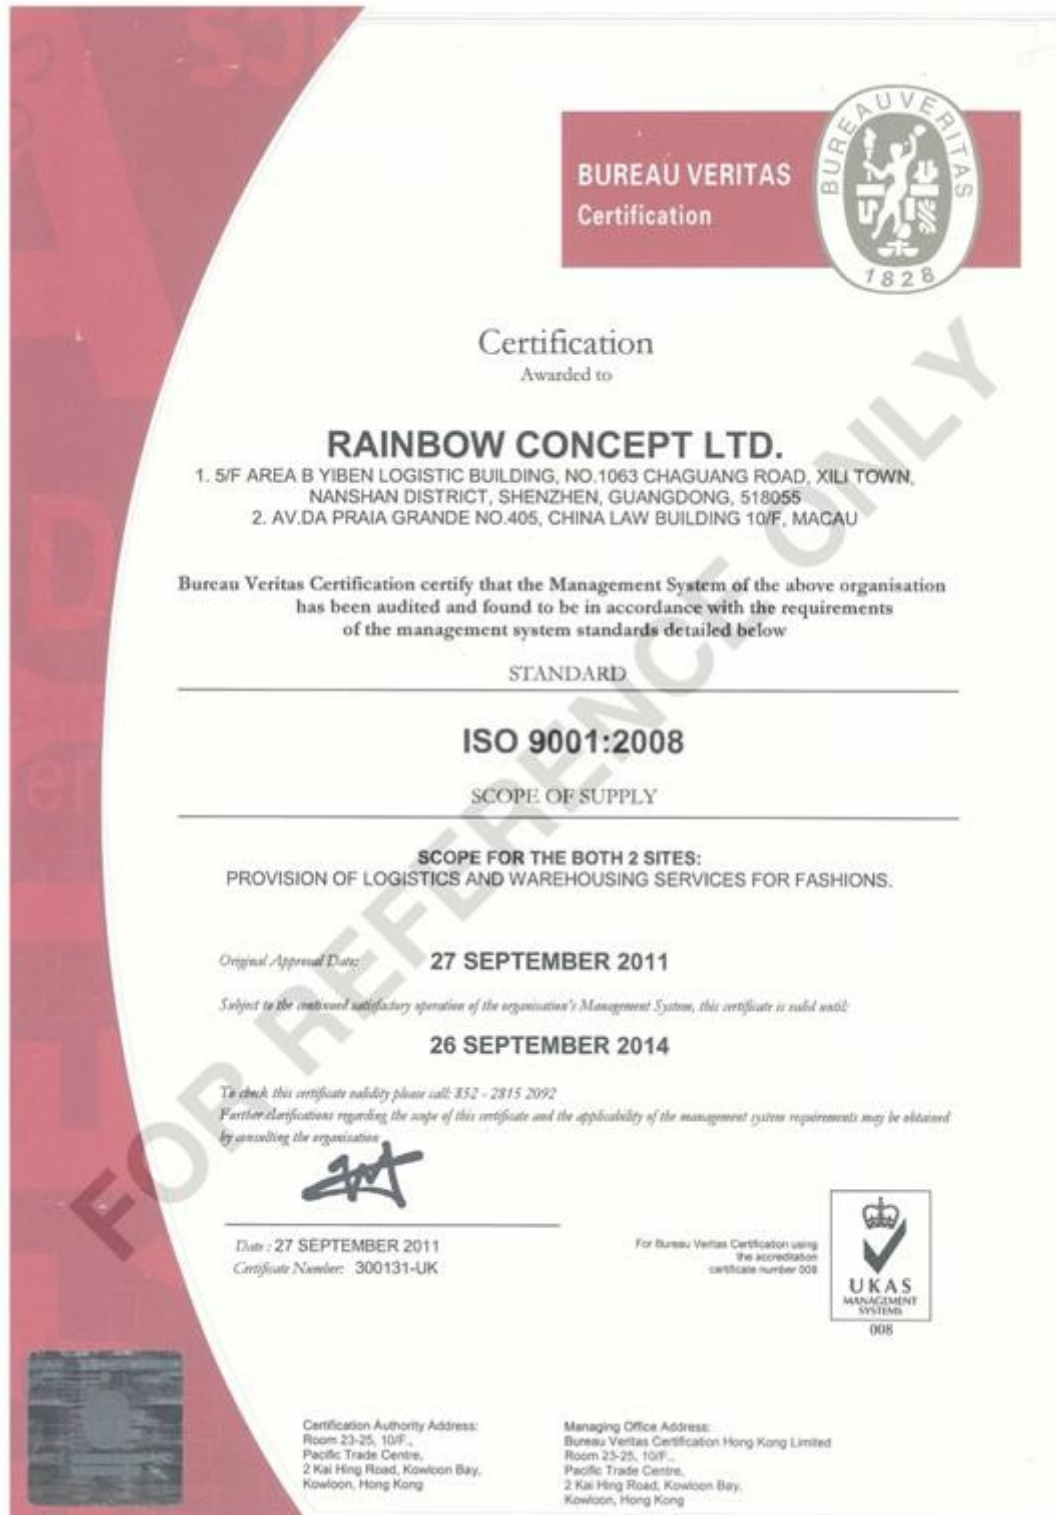 BUREAU VERITAS
Certification
BUREAU VERITAS
1828
Certification
Awarded to
RAINBOW CONCEPT LTD.
1. 5/F AREA B YIBEN LOGISTIC BUILDING, NO.1063 CHAGUANG ROAD, XILI TOWN,
NANSHAN DISTRICT, SHENZHEN, GUANGDONG, 518055
2. AV.DA PRAIA GRANDE NO.405, CHINA LAW BUILDING 10/F, MACAU
Bureau Veritas Certification certify that the Management System of the above organisation
has been audited and found to be in accordance with the requirements
of the management system standards detailed below
STANDARD
ISO 9001:2008
SCOPE OF SUPPLY
SCOPE FOR THE BOTH 2 SITES:
PROVISION OF LOGISTICS AND WAREHOUSING SERVICES FOR FASHIONS.
Original Approval Date: 27 SEPTEMBER 2011
Subject to the continued satisfactory operation of the organisation's Management System, this certificate is valid until:
26 SEPTEMBER 2014
To check this certificate validity please call: 852 - 2815 2092
Further clarifications regarding the scope of this certificate and the applicability of the management system requirements may be obtained
by consulting the organisation
Date : 27 SEPTEMBER 2011
Certificate Number: 300131-UK
For Bureau Veritas Certification using
the accreditation
certificate number 008
UKAS
MANAGEMENT
SYSTEMS
008
Certification Authority Address:
Room 23-25, 10/F.,
Pacific Trade Centre,
2 Kai Hing Road, Kowloon Bay,
Kowloon, Hong Kong
Managing Office Address:
Bureau Veritas Certification Hong Kong Limited
Room 23-25, 10/F.,
Pacific Trade Centre,
2 Kai Hing Road, Kowloon Bay,
Kowloon, Hong Kong
FOR REFERENCE ONLY